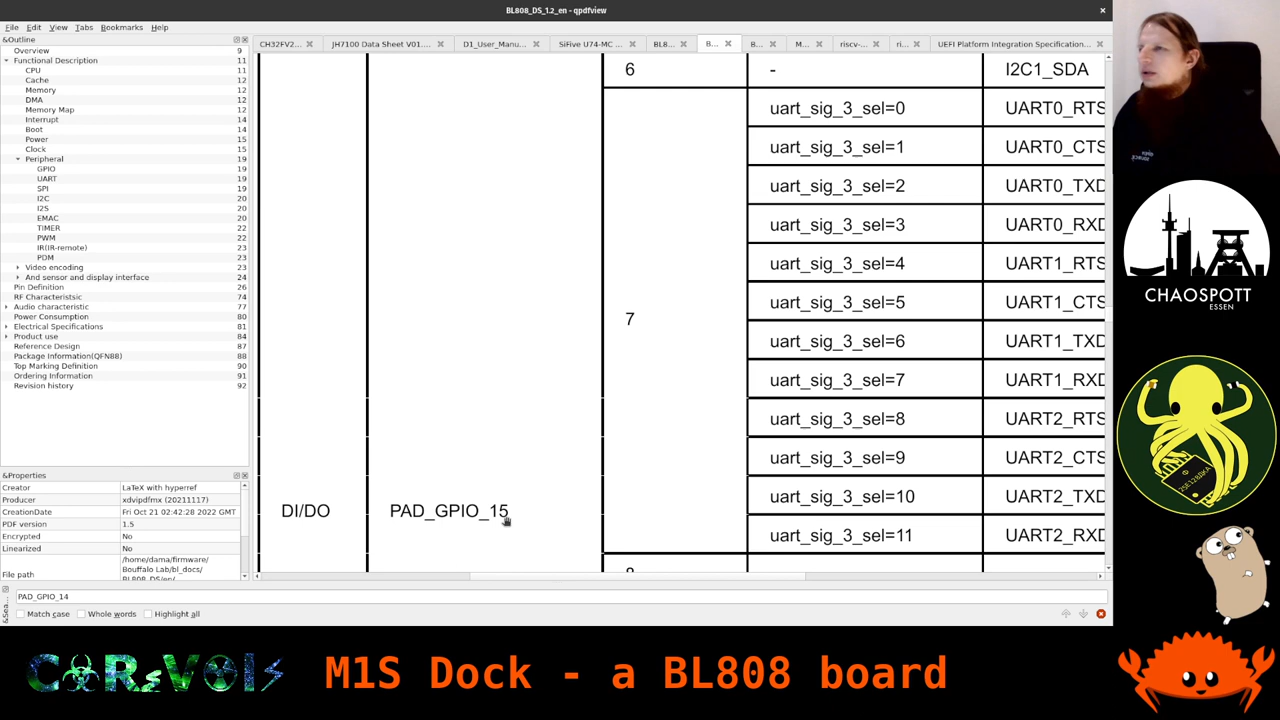 BL808_DS_1.2_en - qpdfview
File Edit View Tabs Bookmarks Help
&Outline
CH32FV2... JH7100 Data Sheet V01.... D1_User_Manu... SiFive U74-MC ... BL8... B... B... M... riscv-... ri... UEFI Platform Integration Specification...
Overview 9
Functional Description 11
CPU 11
Cache 12
Memory 12
DMA 12
Memory Map 12
Interrupt 14
Boot 14
Power 15
Clock 15
Peripheral 19
GPIO 19
UART 19
SPI 19
I2C 20
I2S 20
EMAC 20
TIMER 22
PWM 22
IR(IR-remote) 23
PDM 23
Video encoding 23
And sensor and display interface 24
Pin Definition 26
RF Characteristsic 74
Audio characteristic 77
Power Consumption 80
Electrical Specifications 81
Product use 84
Reference Design 87
Package Information(QFN88) 88
Top Marking Definition 90
Ordering Information 91
Revision history 92
&Properties
Creator LaTeX with hyperref
Producer xdvipdfmx (20211117)
CreationDate Fri Oct 21 02:42:28 2022 GMT
PDF version 1.5
Encrypted No
Linearized No
File path /home/dama/firmware/
Bouffalo Lab/bl_docs/
BL808_DS/en/
6 - I2C1_SDA
uart_sig_3_sel=0 UART0_RTS
uart_sig_3_sel=1 UART0_CTS
uart_sig_3_sel=2 UART0_TXD
uart_sig_3_sel=3 UART0_RXD
uart_sig_3_sel=4 UART1_RTS
uart_sig_3_sel=5 UART1_CTS
7
uart_sig_3_sel=6 UART1_TXD
uart_sig_3_sel=7 UART1_RXD
uart_sig_3_sel=8 UART2_RTS
uart_sig_3_sel=9 UART2_CTS
uart_sig_3_sel=10 UART2_TXD
DI/DO PAD_GPIO_15
uart_sig_3_sel=11 UART2_RXD
8
PAD_GPIO_14
Match case Whole words Highlight all
CHAOSPOTT
ESSEN
M1S Dock - a BL808 board